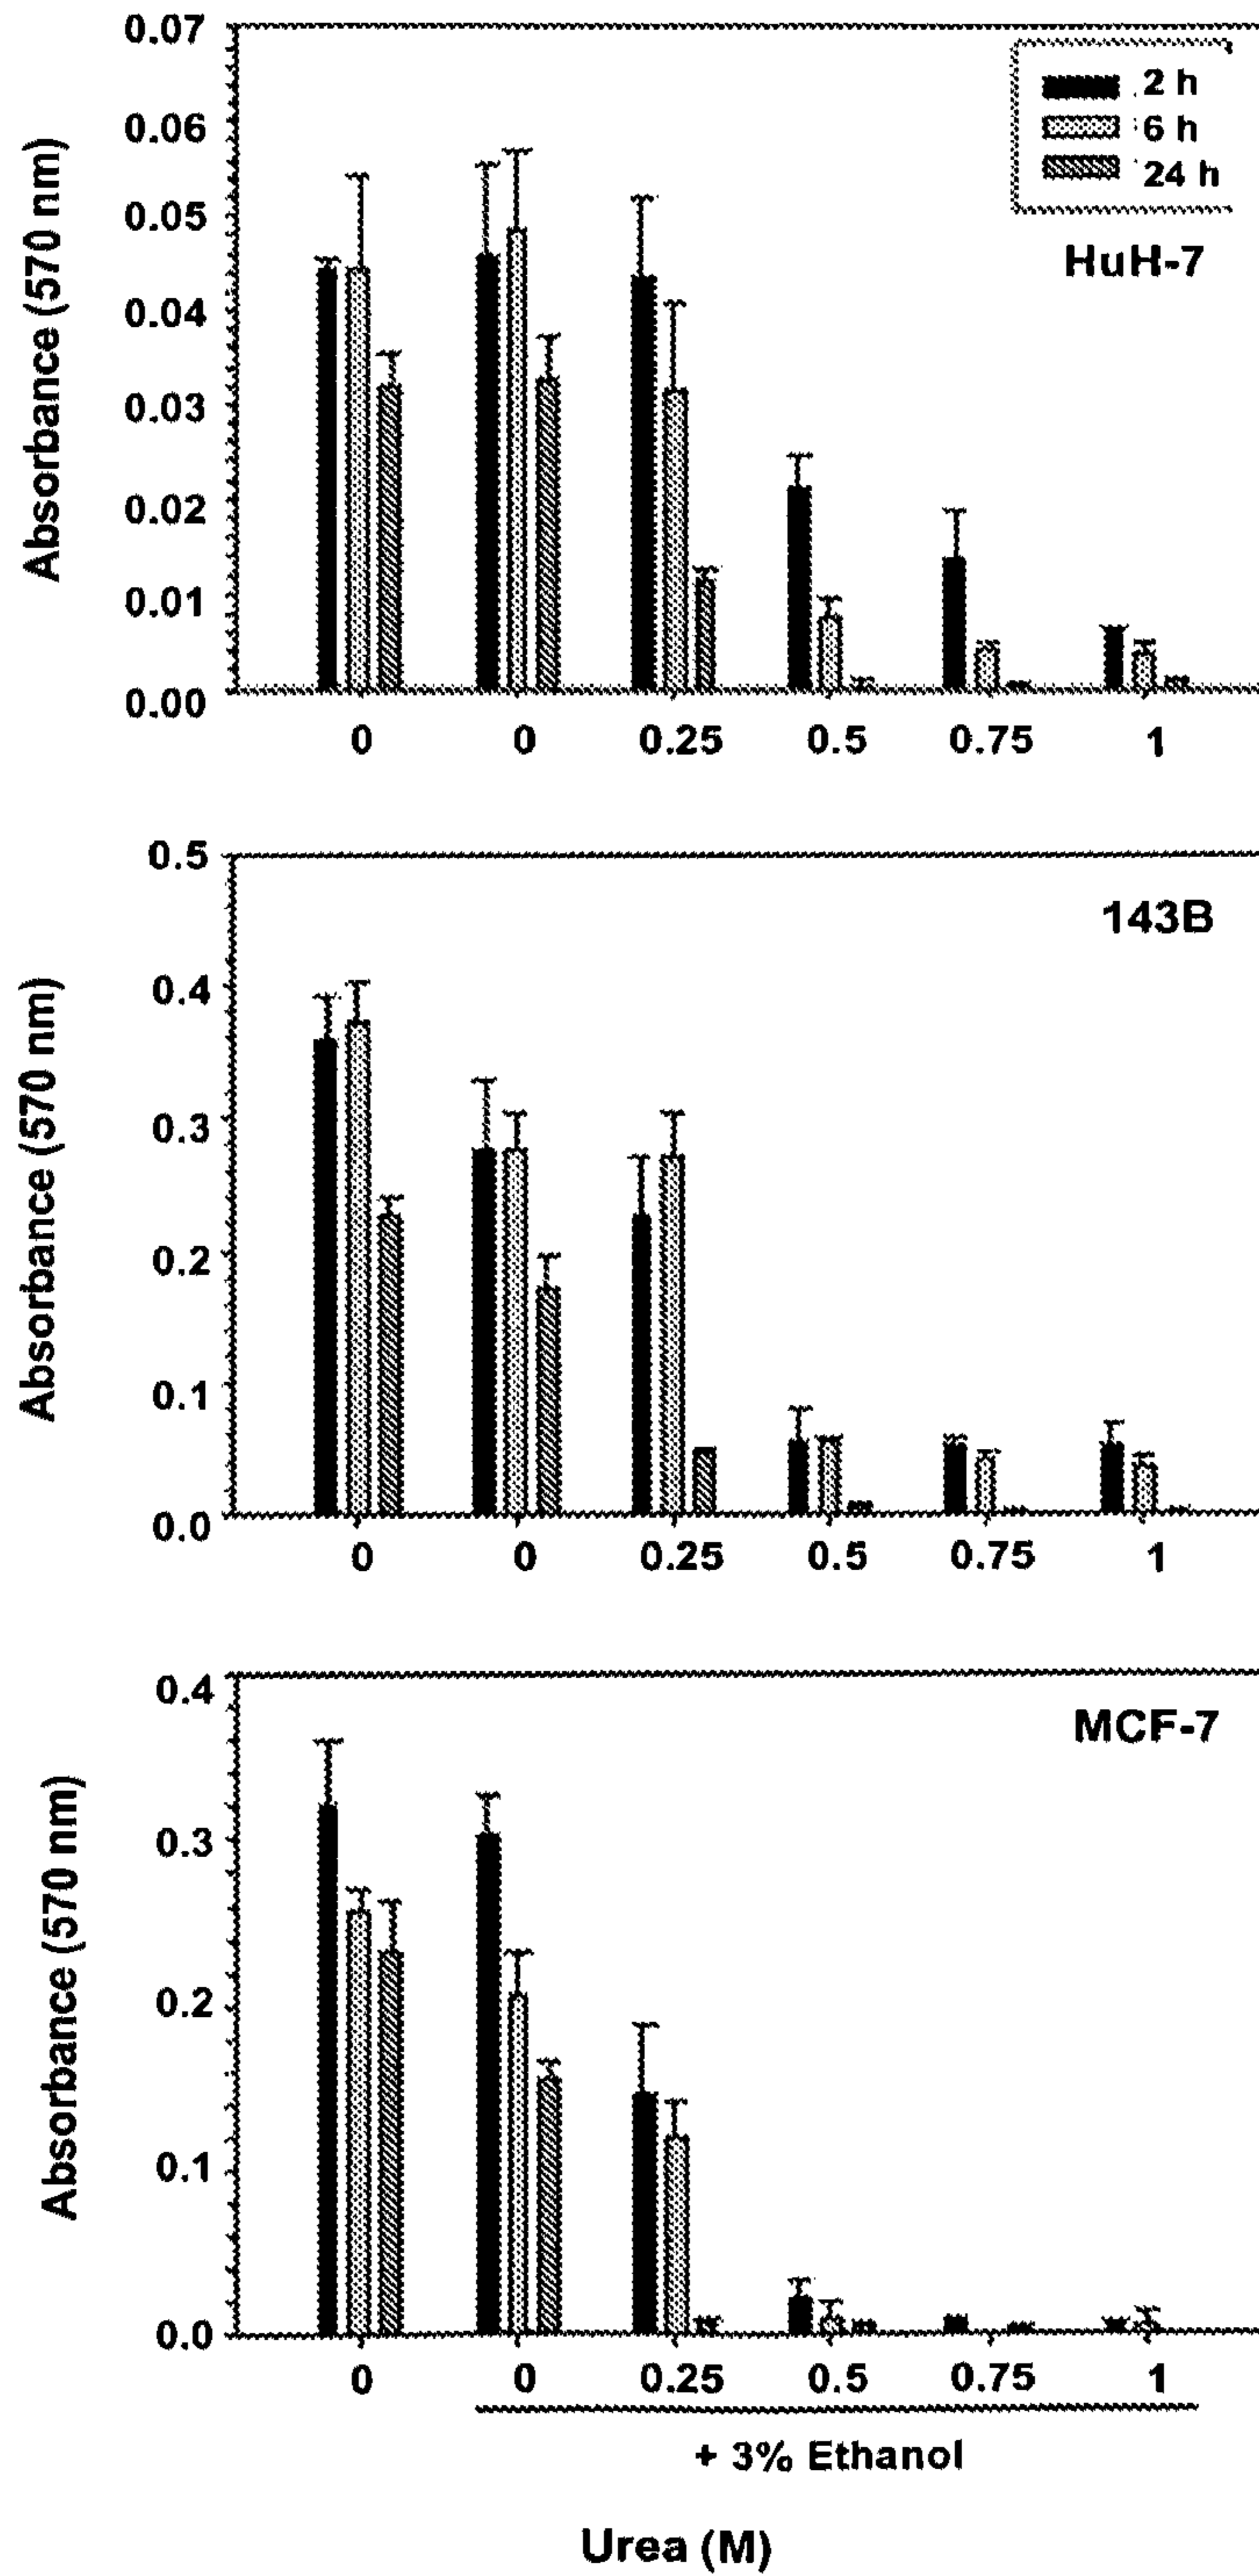 0.07
0.06
0.05
0.04
0.03
0.02
0.01
0.00
Absorbance (570 nm)
2 h
6 h
24 h
HuH-7
0 0 0.25 0.5 0.75 1
0.5
0.4
0.3
0.2
0.1
0.0
Absorbance (570 nm)
143B
0 0 0.25 0.5 0.75 1
0.4
0.3
0.2
0.1
0.0
Absorbance (570 nm)
MCF-7
0 0 0.25 0.5 0.75 1
+ 3% Ethanol
Urea (M)